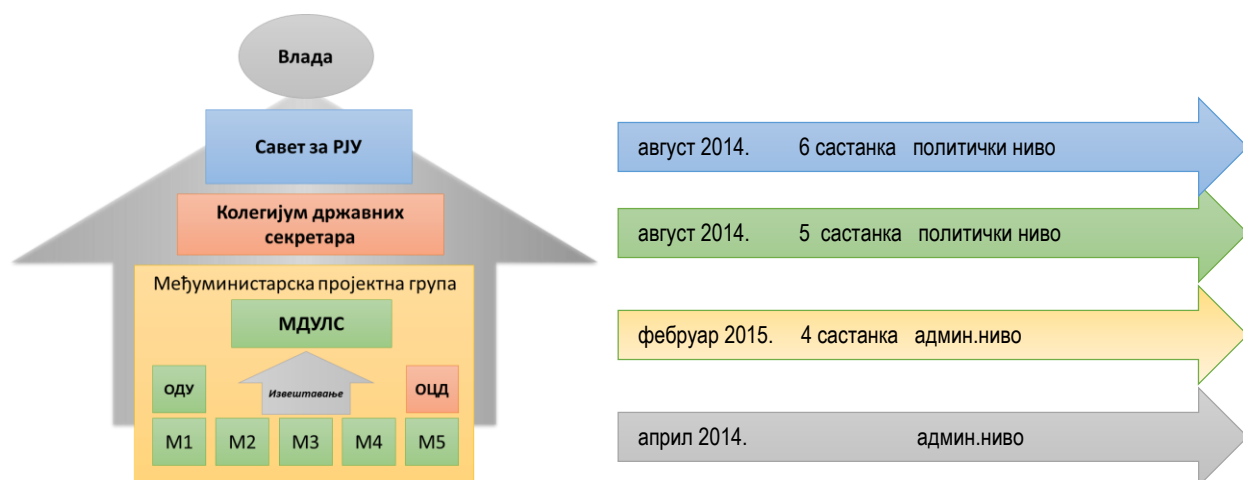 Влада
Савет за РЈУ
Колегијум државних
секретара
Међуминистарска пројектна група
МДУЛС
ОДУ
Извештавање
ОЦД
М1 М2 М3 М4 М5
август 2014. 6 састанка политички ниво
август 2014. 5 састанка политички ниво
фебруар 2015. 4 састанка админ.ниво
април 2014. админ.ниво